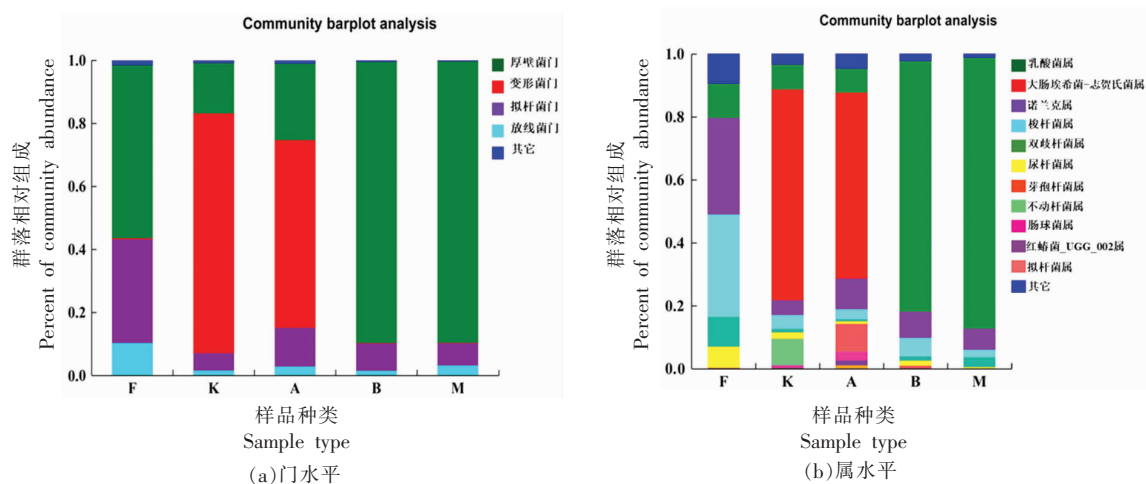 Community barplot analysis
群落相对组成
Percent of community abundance
1.0
0.8
0.6
0.4
0.2
0.0
F K A B M
厚壁菌门
变形菌门
拟杆菌门
放线菌门
其它
样品种类
Sample type
(a)门水平
Community barplot analysis
群落相对组成
Percent of community abundance
1.0
0.8
0.6
0.4
0.2
0.0
F K A B M
乳酸菌属
大肠埃希菌-志贺氏菌属
诺兰克属
梭杆菌属
双歧杆菌属
尿杆菌属
芽孢杆菌属
不动杆菌属
肠球菌属
红蝽菌_UGG_002属
拟杆菌属
其它
样品种类
Sample type
(b)属水平